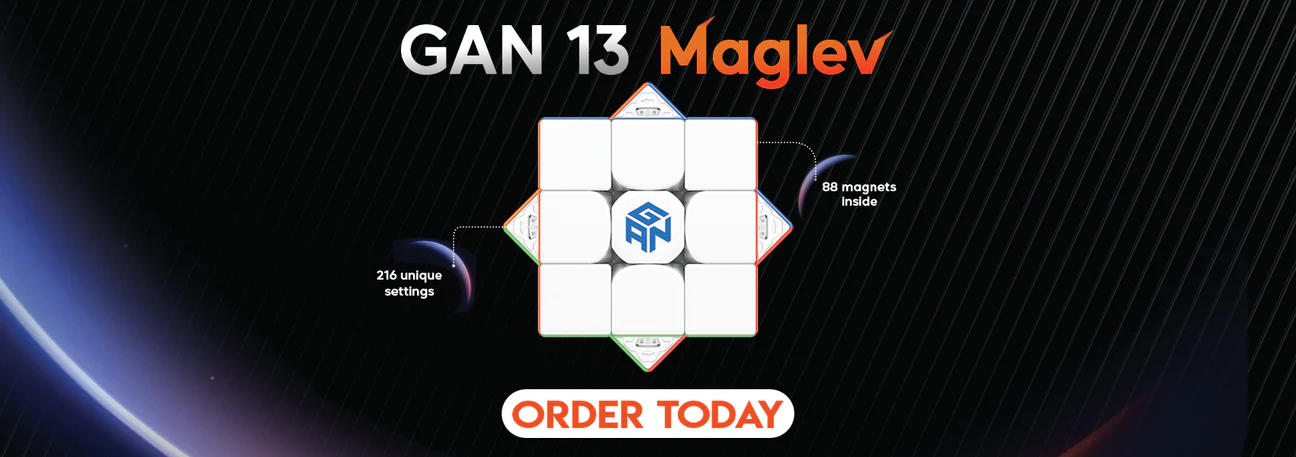 GAN 13 Maglev
88 magnets
inside
GAN
216 unique
settings
ORDER TODAY